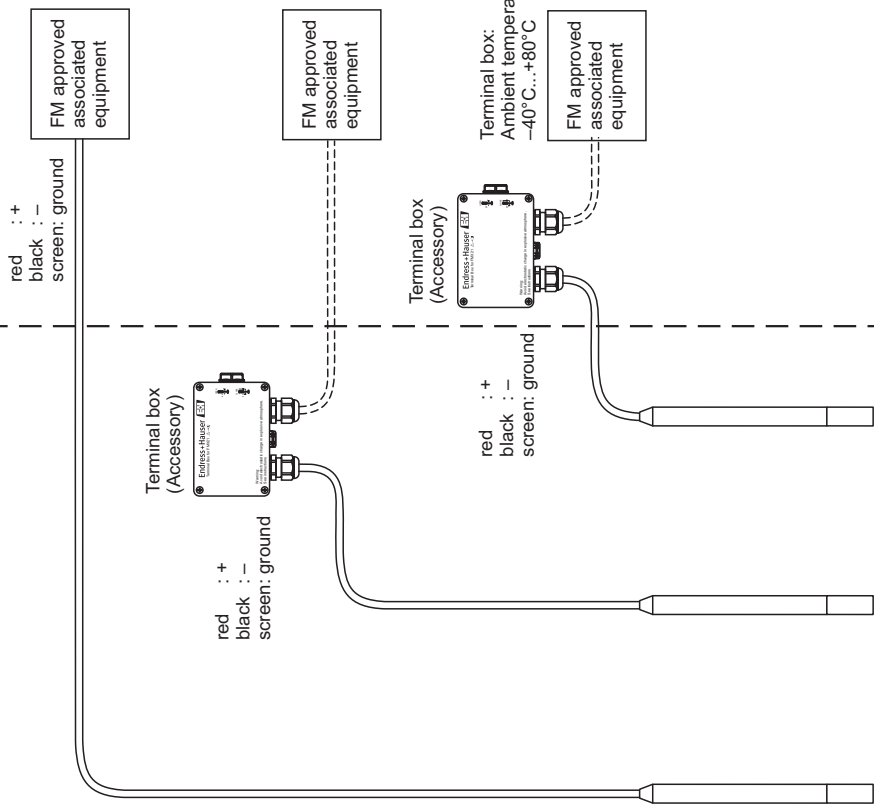 red : +
black : –
screen: ground
FM approved
associated
equipment
Terminal box
(Accessory)
Endress+Hauser
red : +
black : –
screen: ground
FM approved
associated
equipment
Terminal box
(Accessory)
Endress+Hauser
red : +
black : –
screen: ground
Terminal box:
Ambient tempera
–40°C...+80°C
FM approved
associated
equipment